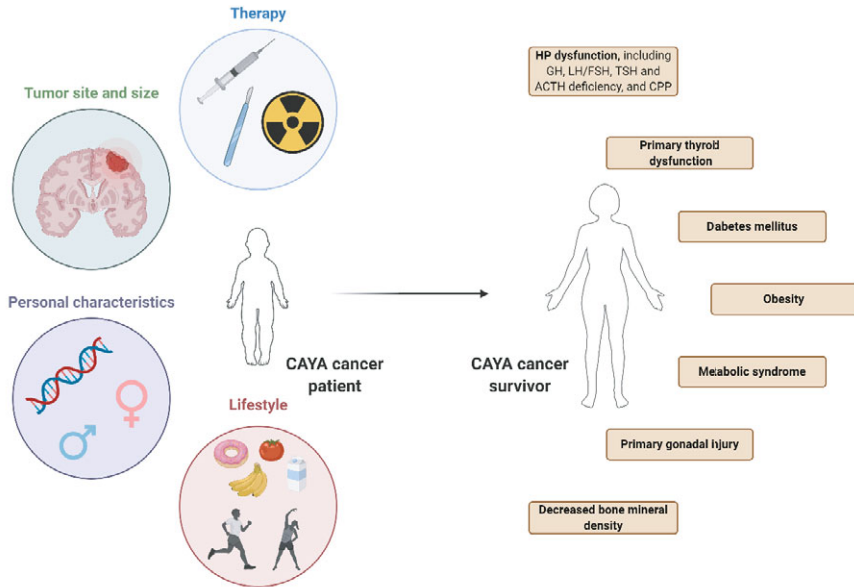 Therapy
Tumor site and size
Personal characteristics
Lifestyle
CAYA cancer
patient
CAYA cancer
survivor
HP dysfunction, including
GH, LH/FSH, TSH and
ACTH deficiency, and CPP
Primary thyroid
dysfunction
Dabetes mellitus
Obesity
Metabolic syndrome
Primary gonadal injury
Decreased bone mineral
density